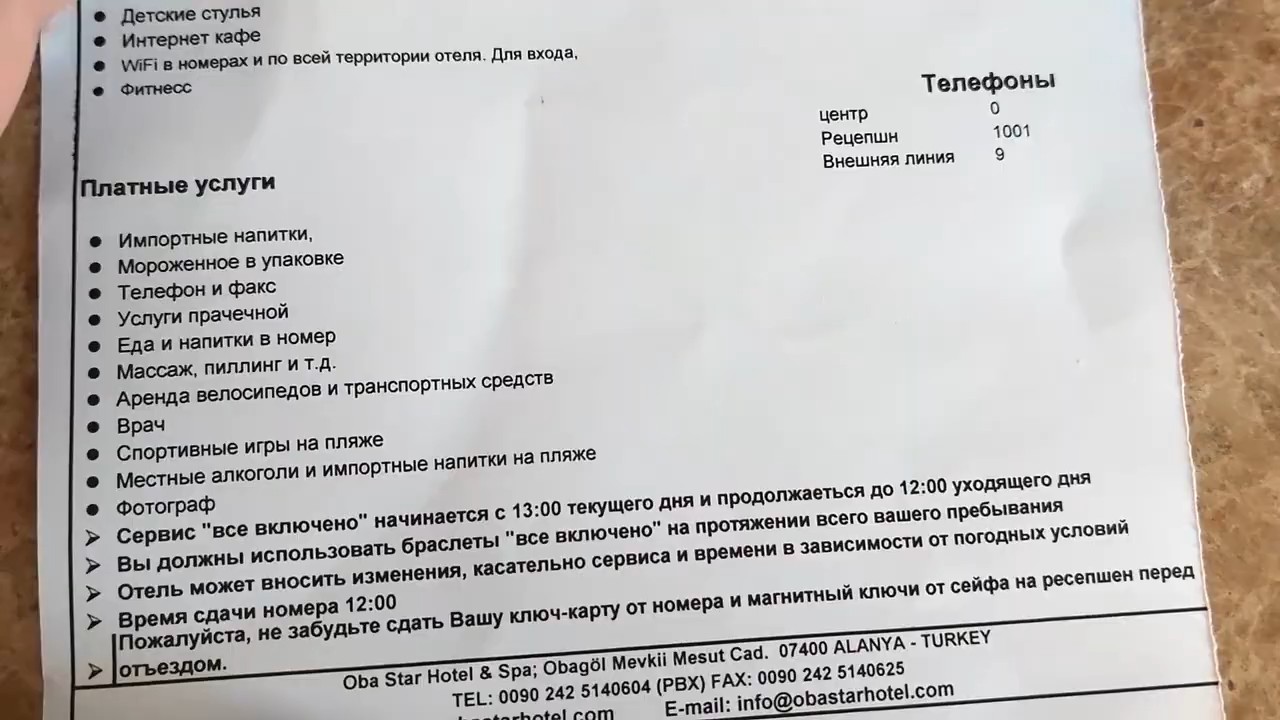 ● Детские стулья
● Интернет кафе
● WiFi в номерах и по всей территории отеля. Для входа,
● Фитнесс
Телефоны
центр 0
Рецепшн 1001
Внешняя линия 9
Платные услуги
● Импортные напитки,
● Мороженное в упаковке
● Телефон и факс
● Услуги прачечной
● Еда и напитки в номер
● Массаж, пиллинг и т.д.
● Аренда велосипедов и транспортных средств
● Врач
● Спортивные игры на пляже
● Местные алкоголи и импортные напитки на пляже
● Фотограф
➢ Сервис "все включено" начинается с 13:00 текущего дня и продолжаеться до 12:00 уходящего дня
➢ Вы должны использовать браслеты "все включено" на протяжении всего вашего пребывания
➢ Отель может вносить изменения, касательно сервиса и времени в зависимости от погодных условий
➢ Время сдачи номера 12:00
Пожалуйста, не забудьте сдать Вашу ключ-карту от номера и магнитный ключи от сейфа на ресепшен перед
➢ отъездом.
Oba Star Hotel & Spa; Obagöl Mevkii Mesut Cad. 07400 ALANYA - TURKEY
TEL: 0090 242 5140604 (PBX) FAX: 0090 242 5140625
E-mail: info@obastarhotel.com